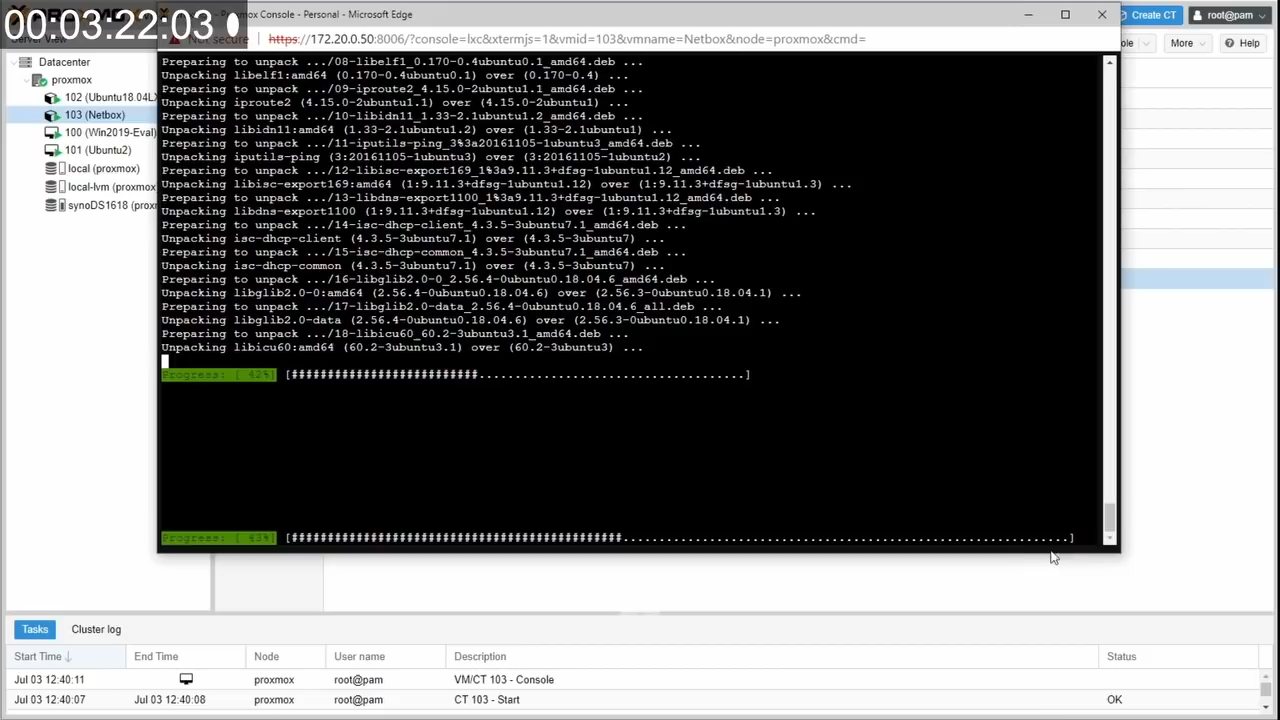 00:03:22:03
Proxmox Console - Personal - Microsoft Edge
Create CT
root@pam
Not secure
https://172.20.0.50:8006/?console=lxc&xtermjs=1&vmid=103&vmname=Netbox&node=proxmox&cmd=
More
Help
Datacenter
proxmox
102 (Ubuntu18.04L
103 (Netbox)
100 (Win2019-Eval)
101 (Ubuntu2)
local (proxmox)
local-lvm (proxmox
synoDS1618 (prox
Preparing to unpack .../08-libelf1_0.170-0.4ubuntu0.1_amd64.deb ...
Unpacking libelf1:amd64 (0.170-0.4ubuntu0.1) over (0.170-0.4) ...
Preparing to unpack .../09-iproute2_4.15.0-2ubuntu1.1_amd64.deb ...
Unpacking iproute2 (4.15.0-2ubuntu1.1) over (4.15.0-2ubuntu1) ...
Preparing to unpack .../10-libidn11_1.33-2.1ubuntu1.2_amd64.deb ...
Unpacking libidn11:amd64 (1.33-2.1ubuntu1.2) over (1.33-2.1ubuntu1) ...
Preparing to unpack .../11-iputils-ping_3%3a20161105-1ubuntu3_amd64.deb ...
Unpacking iputils-ping (3:20161105-1ubuntu3) over (3:20161105-1ubuntu2) ...
Preparing to unpack .../12-libisc-export169_1%3a9.11.3+dfsg-1ubuntu1.12_amd64.deb ...
Unpacking libisc-export169:amd64 (1:9.11.3+dfsg-1ubuntu1.12) over (1:9.11.3+dfsg-1ubuntu1.3) ...
Preparing to unpack .../13-libdns-export1100_1%3a9.11.3+dfsg-1ubuntu1.12_amd64.deb ...
Unpacking libdns-export1100 (1:9.11.3+dfsg-1ubuntu1.12) over (1:9.11.3+dfsg-1ubuntu1.3) ...
Preparing to unpack .../14-isc-dhcp-client_4.3.5-3ubuntu7.1_amd64.deb ...
Unpacking isc-dhcp-client (4.3.5-3ubuntu7.1) over (4.3.5-3ubuntu7) ...
Preparing to unpack .../15-isc-dhcp-common_4.3.5-3ubuntu7.1_amd64.deb ...
Unpacking isc-dhcp-common (4.3.5-3ubuntu7.1) over (4.3.5-3ubuntu7) ...
Preparing to unpack .../16-libglib2.0-0_2.56.4-0ubuntu0.18.04.6_amd64.deb ...
Unpacking libglib2.0-0:amd64 (2.56.4-0ubuntu0.18.04.6) over (2.56.3-0ubuntu0.18.04.1) ...
Preparing to unpack .../17-libglib2.0-data_2.56.4-0ubuntu0.18.04.6_all.deb ...
Unpacking libglib2.0-data (2.56.4-0ubuntu0.18.04.6) over (2.56.3-0ubuntu0.18.04.1) ...
Preparing to unpack .../18-libicu60_60.2-3ubuntu3.1_amd64.deb ...
Unpacking libicu60:amd64 (60.2-3ubuntu3.1) over (60.2-3ubuntu3) ...
Progress: [ 42%] [##########################.....................................]
Progress: [ 43%] [##############################################..............................................................]
Tasks Cluster log
Start Time End Time Node User name Description Status
Jul 03 12:40:11 proxmox root@pam VM/CT 103 - Console
Jul 03 12:40:07 Jul 03 12:40:08 proxmox root@pam CT 103 - Start OK